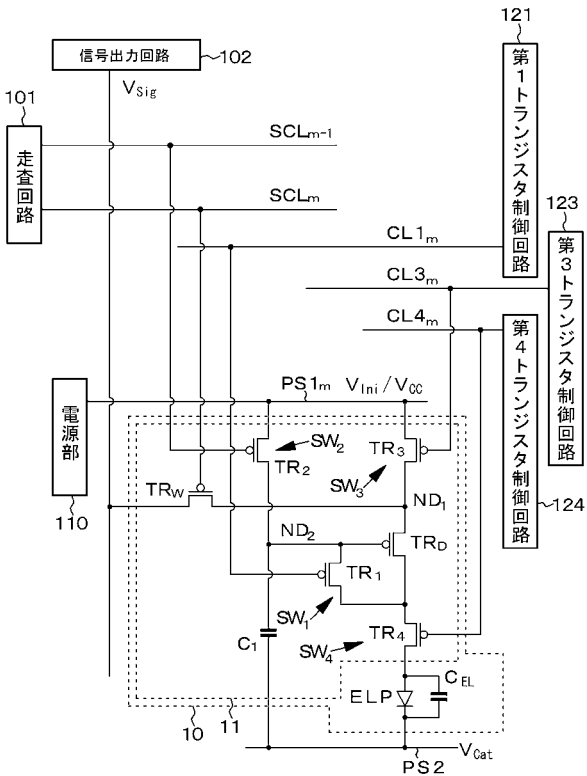 121
信号出力回路
102
V_Sig
101
走査回路
SCL_m-1
SCL_m
第1トランジスタ制御回路
123
CL1_m
CL3_m
第3トランジスタ制御回路
CL4_m
第4トランジスタ制御回路
124
PS1_m
V_Ini/V_CC
電源部
110
SW_2
TR_2
TR_3
SW_3
TR_W
ND_1
ND_2
TR_D
TR_1
SW_1
C_1
TR_4
SW_4
C_EL
ELP
11
10
V_Cat
PS2